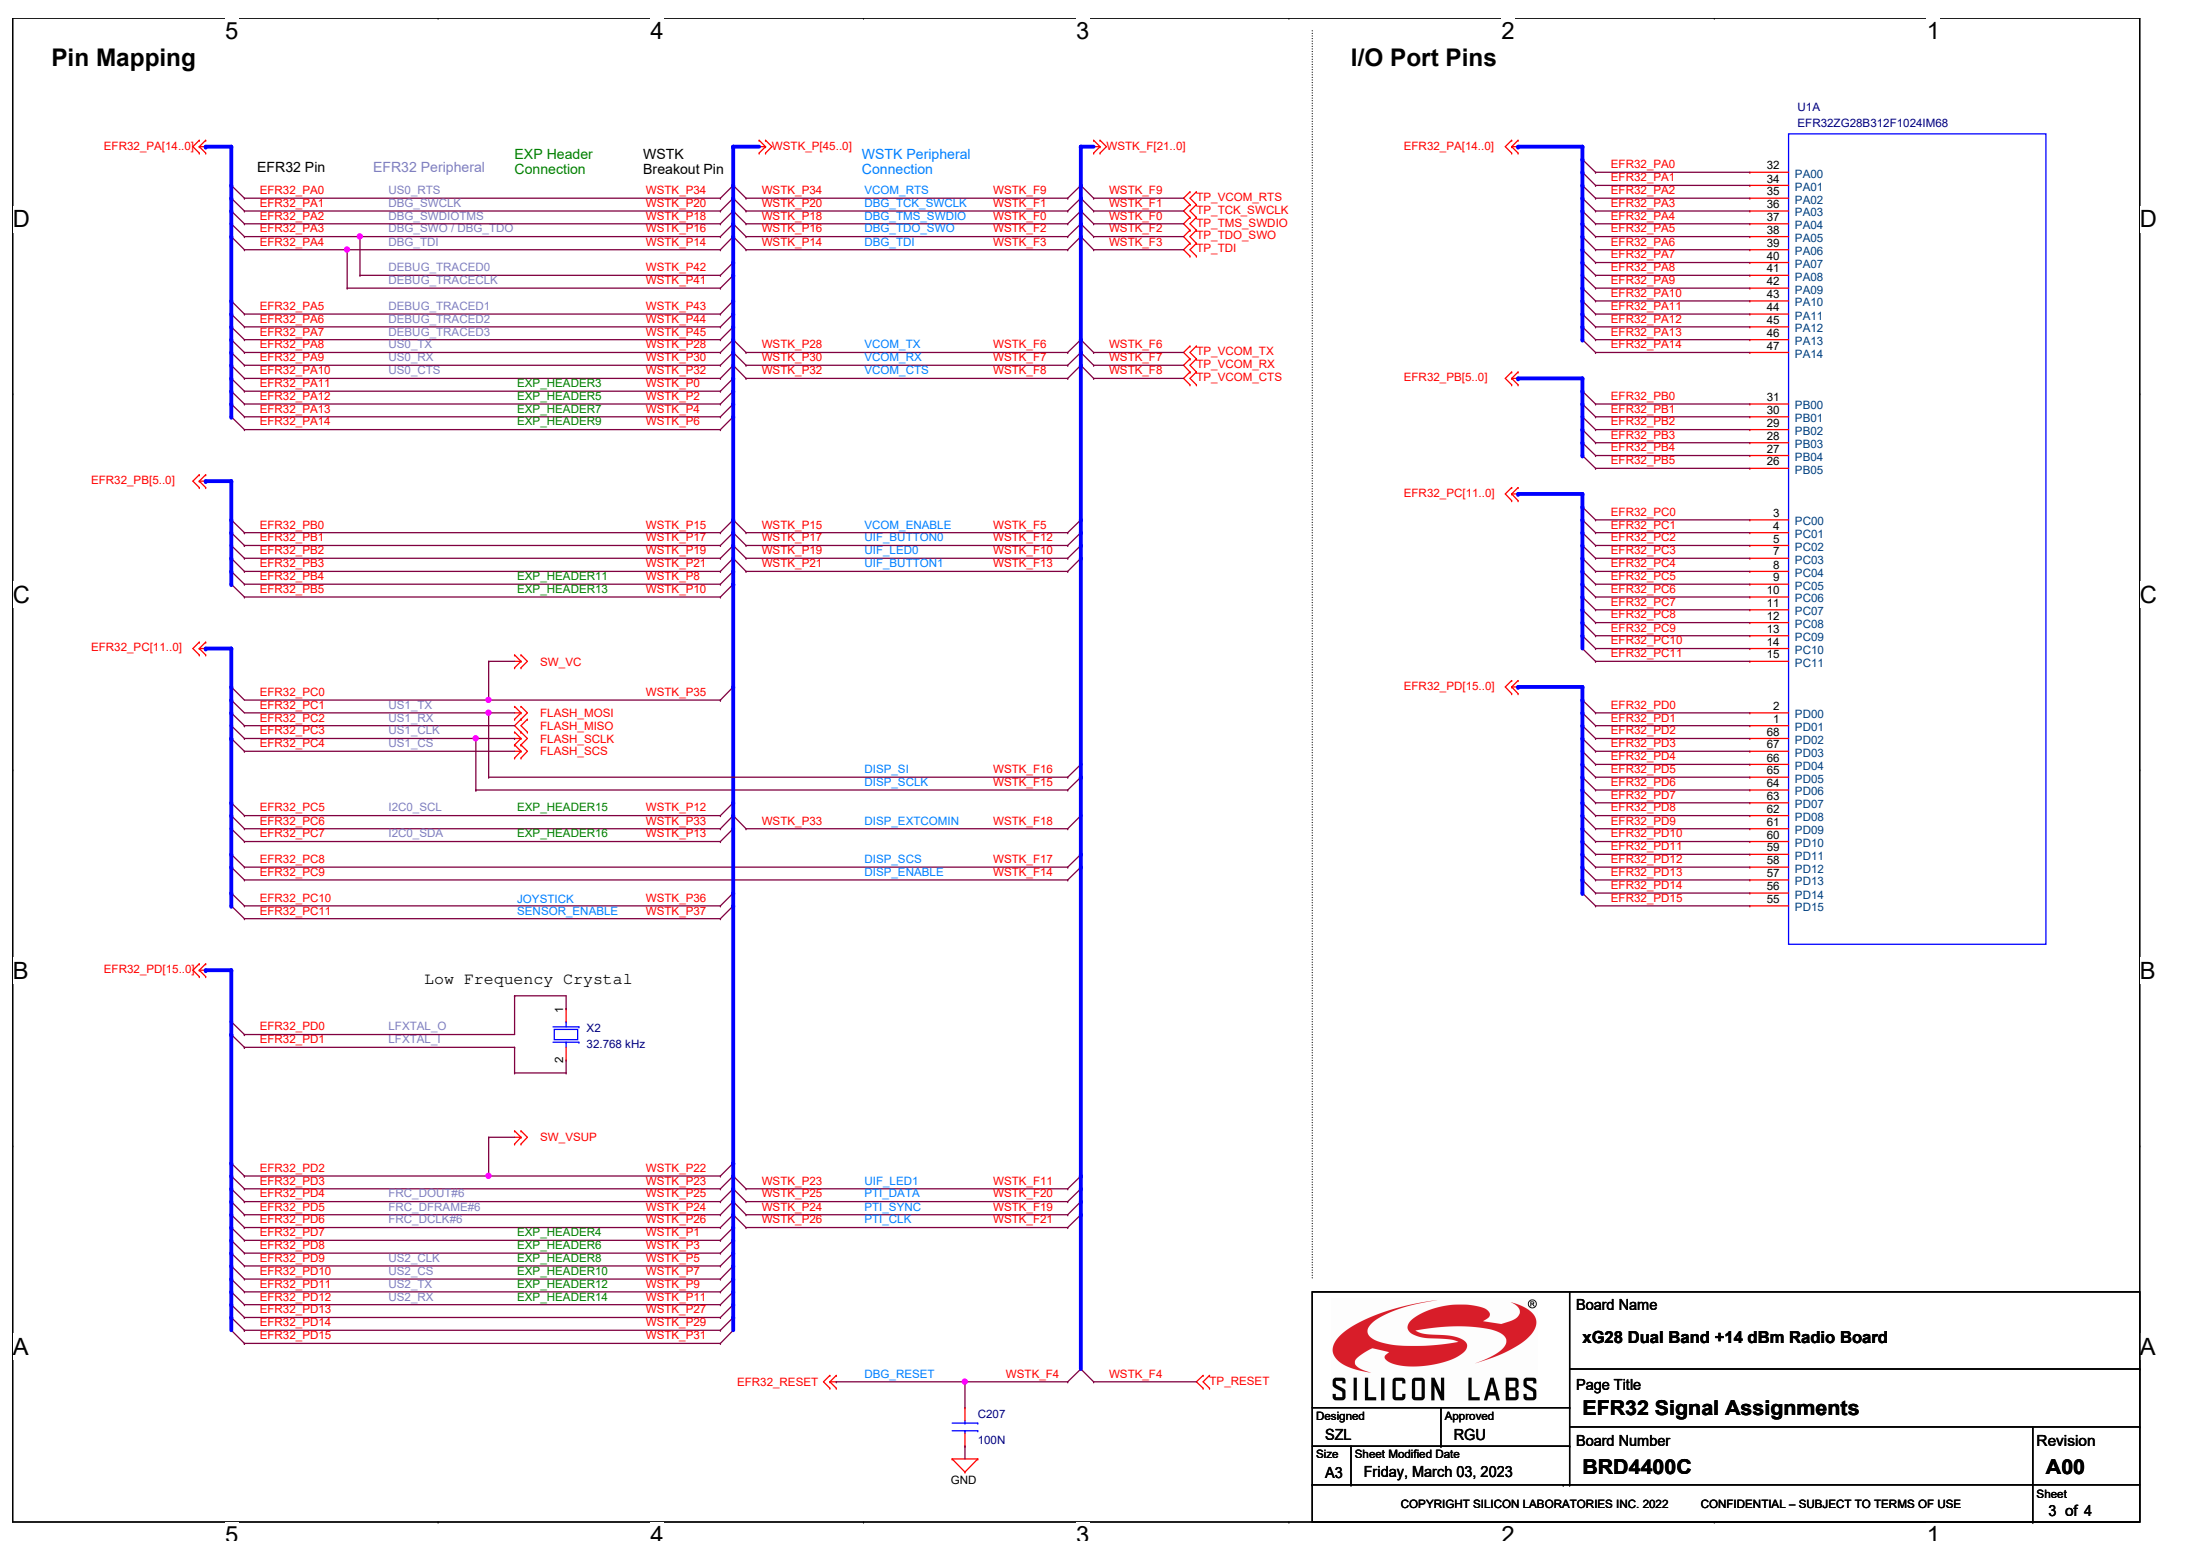 5 4 3 2 1
Pin Mapping
I/O Port Pins
EFR32_PA[14..0]
EFR32 Pin
EFR32 Peripheral
EXP Header
Connection
WSTK
Breakout Pin
WSTK_P[45..0]
WSTK Peripheral
Connection
WSTK_F[21..0]
EFR32_PA0 US0_RTS WSTK_P34 WSTK_P34 VCOM_RTS WSTK_F9 WSTK_F9 TP_VCOM_RTS
EFR32_PA1 DBG_SWCLK WSTK_P20 WSTK_P20 DBG_TCK_SWCLK WSTK_F1 WSTK_F1 TP_TCK_SWCLK
EFR32_PA2 DBG_SWDIOTMS WSTK_P18 WSTK_P18 DBG_TMS_SWDIO WSTK_F0 WSTK_F0 TP_TMS_SWDIO
EFR32_PA3 DBG_SWO / DBG_TDO WSTK_P16 WSTK_P16 DBG_TDO_SWO WSTK_F2 WSTK_F2 TP_TDO_SWO
EFR32_PA4 DBG_TDI WSTK_P14 WSTK_P14 DBG_TDI WSTK_F3 WSTK_F3 TP_TDI
DEBUG_TRACED0 WSTK_P42
DEBUG_TRACECLK WSTK_P41
EFR32_PA5 DEBUG_TRACED1 WSTK_P43
EFR32_PA6 DEBUG_TRACED2 WSTK_P44
EFR32_PA7 DEBUG_TRACED3 WSTK_P45
EFR32_PA8 US0_TX WSTK_P28 WSTK_P28 VCOM_TX WSTK_F6 WSTK_F6 TP_VCOM_TX
EFR32_PA9 US0_RX WSTK_P30 WSTK_P30 VCOM_RX WSTK_F7 WSTK_F7 TP_VCOM_RX
EFR32_PA10 US0_CTS WSTK_P32 WSTK_P32 VCOM_CTS WSTK_F8 WSTK_F8 TP_VCOM_CTS
EFR32_PA11 EXP_HEADER3 WSTK_P0
EFR32_PA12 EXP_HEADER5 WSTK_P2
EFR32_PA13 EXP_HEADER7 WSTK_P4
EFR32_PA14 EXP_HEADER9 WSTK_P6
EFR32_PB[5..0]
EFR32_PB0 WSTK_P15 WSTK_P15 VCOM_ENABLE WSTK_F5
EFR32_PB1 WSTK_P17 WSTK_P17 UIF_BUTTON0 WSTK_F12
EFR32_PB2 WSTK_P19 WSTK_P19 UIF_LED0 WSTK_F10
EFR32_PB3 WSTK_P21 WSTK_P21 UIF_BUTTON1 WSTK_F13
EFR32_PB4 EXP_HEADER11 WSTK_P8
EFR32_PB5 EXP_HEADER13 WSTK_P10
EFR32_PC[11..0]
SW_VC
EFR32_PC0 WSTK_P35
EFR32_PC1 US1_TX FLASH_MOSI
EFR32_PC2 US1_RX FLASH_MISO
EFR32_PC3 US1_CLK FLASH_SCLK
EFR32_PC4 US1_CS FLASH_SCS
DISP_SI WSTK_F16
DISP_SCLK WSTK_F15
EFR32_PC5 I2C0_SCL EXP_HEADER15 WSTK_P12
EFR32_PC6 WSTK_P33 WSTK_P33 DISP_EXTCOMIN WSTK_F18
EFR32_PC7 I2C0_SDA EXP_HEADER16 WSTK_P13
EFR32_PC8 DISP_SCS WSTK_F17
EFR32_PC9 DISP_ENABLE WSTK_F14
EFR32_PC10 JOYSTICK WSTK_P36
EFR32_PC11 SENSOR_ENABLE WSTK_P37
EFR32_PD[15..0]
Low Frequency Crystal
EFR32_PD0 LFXTAL_O
EFR32_PD1 LFXTAL_I
1
X2
32.768 kHz
2
SW_VSUP
EFR32_PD2 WSTK_P22
EFR32_PD3 WSTK_P23 WSTK_P23 UIF_LED1 WSTK_F11
EFR32_PD4 FRC_DOUT#6 WSTK_P25 WSTK_P25 PTI_DATA WSTK_F20
EFR32_PD5 FRC_DFRAME#6 WSTK_P24 WSTK_P24 PTI_SYNC WSTK_F19
EFR32_PD6 FRC_DCLK#6 WSTK_P26 WSTK_P26 PTI_CLK WSTK_F21
EFR32_PD7 EXP_HEADER4 WSTK_P1
EFR32_PD8 EXP_HEADER6 WSTK_P3
EFR32_PD9 US2_CLK EXP_HEADER8 WSTK_P5
EFR32_PD10 US2_CS EXP_HEADER10 WSTK_P7
EFR32_PD11 US2_TX EXP_HEADER12 WSTK_P9
EFR32_PD12 US2_RX EXP_HEADER14 WSTK_P11
EFR32_PD13 WSTK_P27
EFR32_PD14 WSTK_P29
EFR32_PD15 WSTK_P31
EFR32_RESET DBG_RESET WSTK_F4 WSTK_F4 TP_RESET
C207
100N
GND
U1A
EFR32ZG28B312F1024IM68
EFR32_PA[14..0]
EFR32_PA0 32 PA00
EFR32_PA1 34 PA01
EFR32_PA2 35 PA02
EFR32_PA3 36 PA03
EFR32_PA4 37 PA04
EFR32_PA5 38 PA05
EFR32_PA6 39 PA06
EFR32_PA7 40 PA07
EFR32_PA8 41 PA08
EFR32_PA9 42 PA09
EFR32_PA10 43 PA10
EFR32_PA11 44 PA11
EFR32_PA12 45 PA12
EFR32_PA13 46 PA13
EFR32_PA14 47 PA14
EFR32_PB[5..0]
EFR32_PB0 31 PB00
EFR32_PB1 30 PB01
EFR32_PB2 29 PB02
EFR32_PB3 28 PB03
EFR32_PB4 27 PB04
EFR32_PB5 26 PB05
EFR32_PC[11..0]
EFR32_PC0 3 PC00
EFR32_PC1 4 PC01
EFR32_PC2 5 PC02
EFR32_PC3 7 PC03
EFR32_PC4 8 PC04
EFR32_PC5 9 PC05
EFR32_PC6 10 PC06
EFR32_PC7 11 PC07
EFR32_PC8 12 PC08
EFR32_PC9 13 PC09
EFR32_PC10 14 PC10
EFR32_PC11 15 PC11
EFR32_PD[15..0]
EFR32_PD0 2 PD00
EFR32_PD1 1 PD01
EFR32_PD2 68 PD02
EFR32_PD3 67 PD03
EFR32_PD4 66 PD04
EFR32_PD5 65 PD05
EFR32_PD6 64 PD06
EFR32_PD7 63 PD07
EFR32_PD8 62 PD08
EFR32_PD9 61 PD09
EFR32_PD10 60 PD10
EFR32_PD11 59 PD11
EFR32_PD12 58 PD12
EFR32_PD13 57 PD13
EFR32_PD14 56 PD14
EFR32_PD15 55 PD15
D D
C C
B B
A A
®
SILICON LABS
Board Name
xG28 Dual Band +14 dBm Radio Board
Page Title
EFR32 Signal Assignments
Designed
SZL
Approved
RGU
Size
A3
Sheet Modified Date
Friday, March 03, 2023
Board Number
BRD4400C
Revision
A00
COPYRIGHT SILICON LABORATORIES INC. 2022 CONFIDENTIAL – SUBJECT TO TERMS OF USE
Sheet
3 of 4
5 4 3 2 1